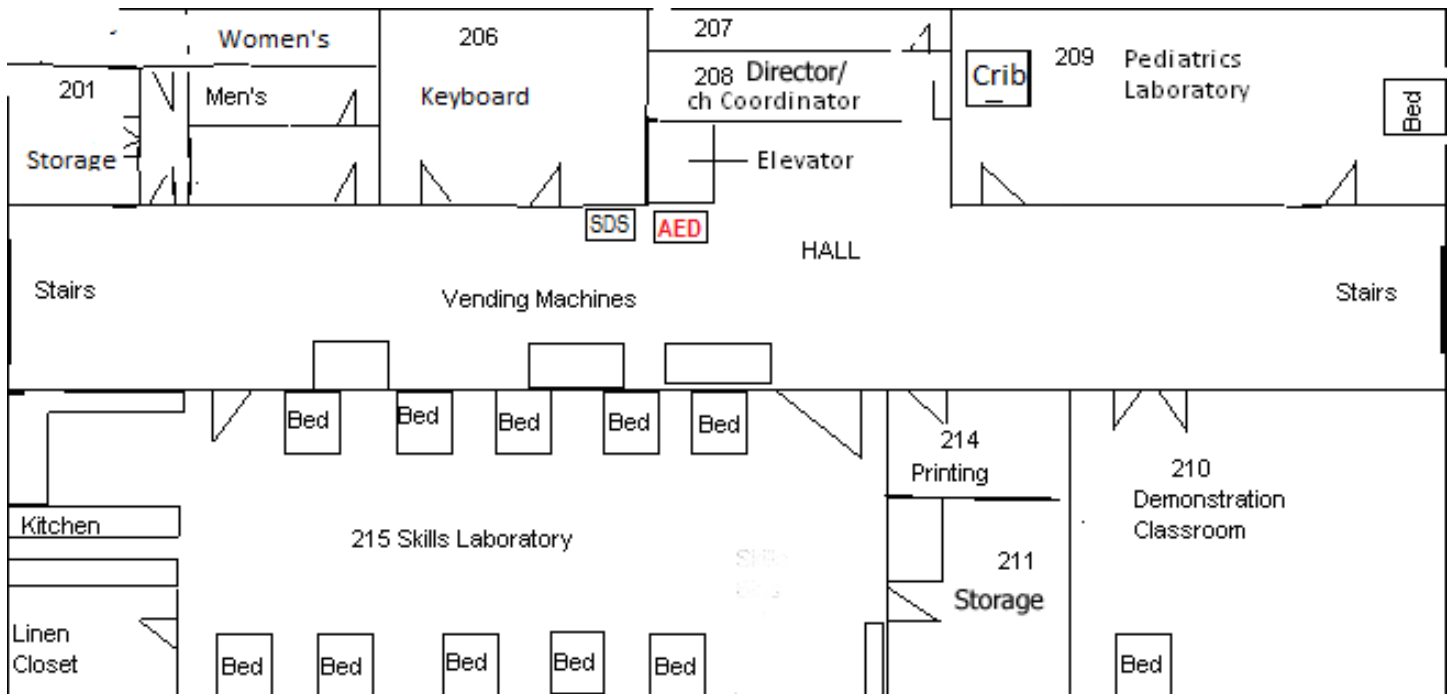 Women's
206
207
201
Men's
Keyboard
208 Director/
ch Coordinator
Crib
209 Pediatrics
Laboratory
Bed
Storage
Elevator
SDS
AED
HALL
Stairs
Vending Machines
Stairs
Bed
Bed
Bed
Bed
Bed
214
Printing
210
Demonstration
Classroom
Kitchen
215 Skills Laboratory
211
Storage
Linen
Closet
Bed
Bed
Bed
Bed
Bed
Bed